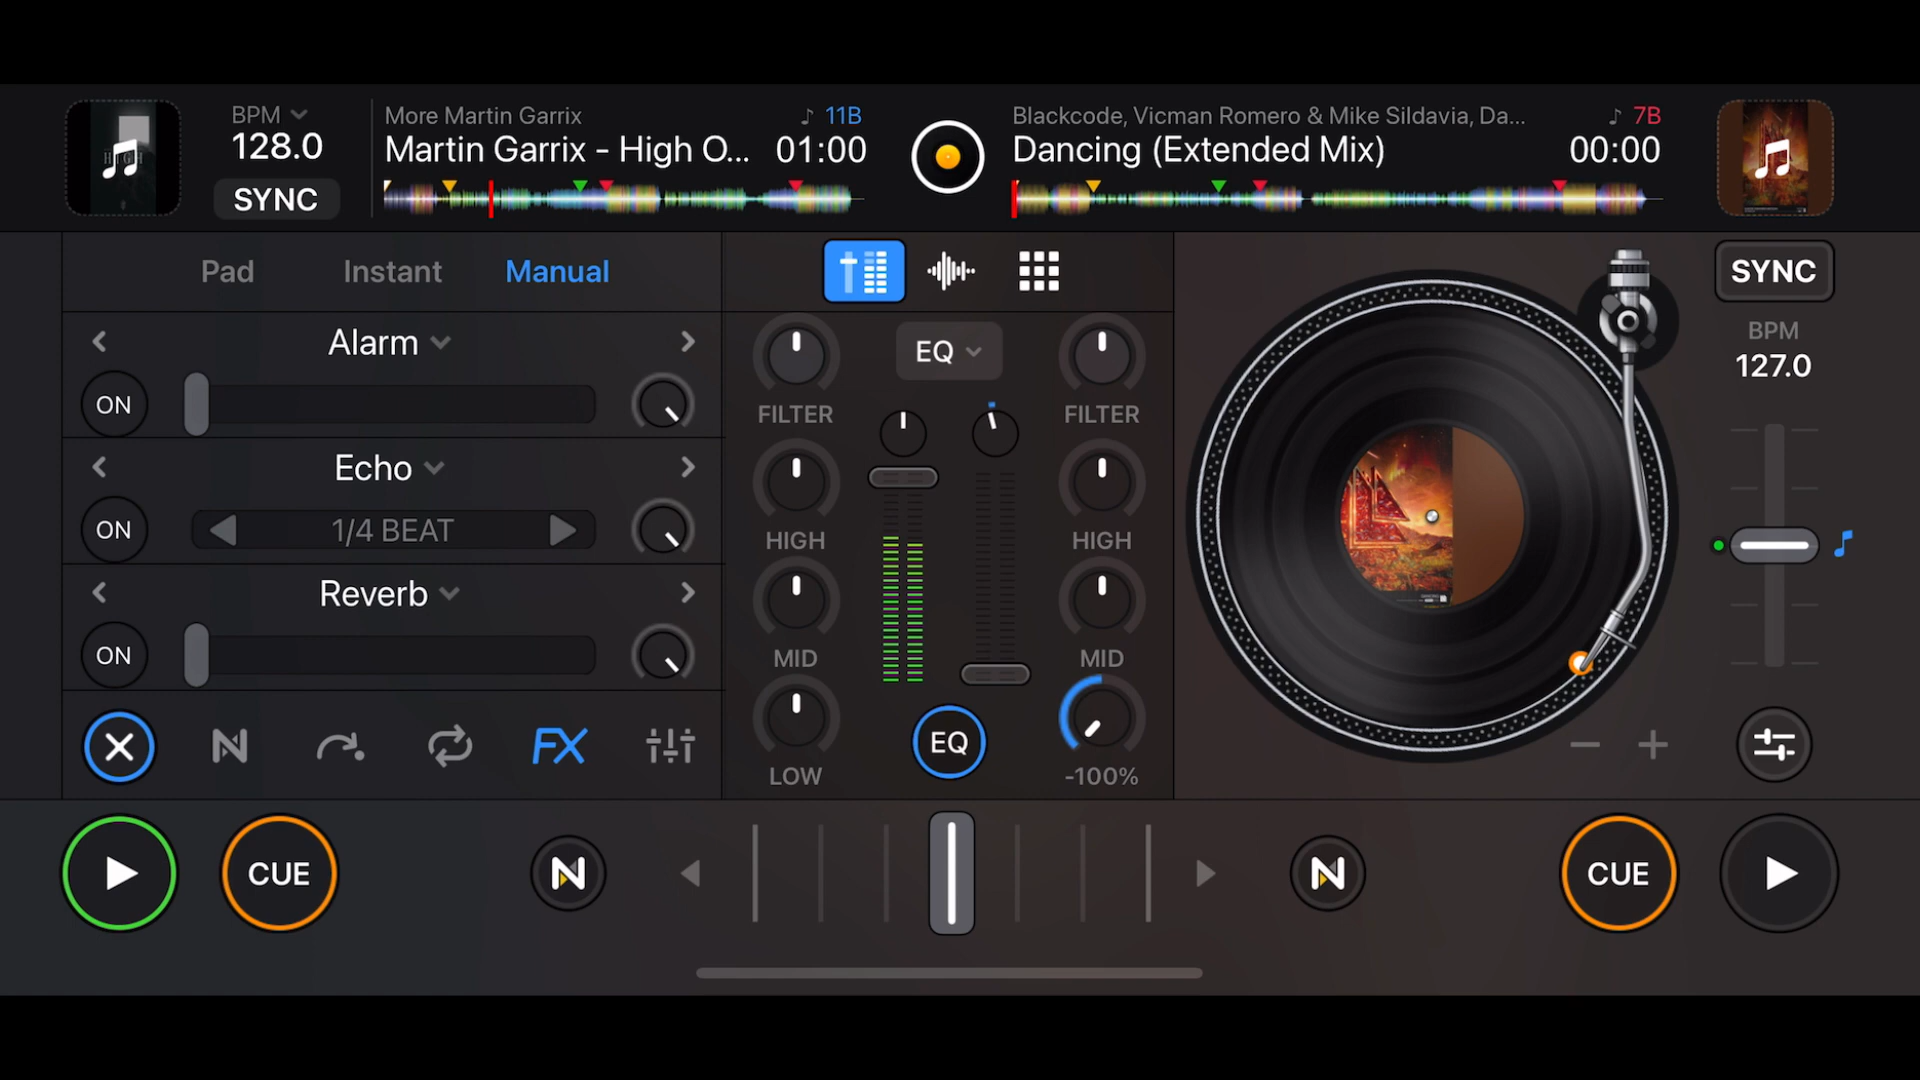 BPM
128.0
SYNC
More Martin Garrix
11B
Martin Garrix - High O...
01:00
Blackcode, Vicman Romero & Mike Sildavia, Da...
7B
Dancing (Extended Mix)
00:00
HIGH
Pad
Instant
Manual
SYNC
BPM
127.0
Alarm
ON
Echo
ON
1/4 BEAT
Reverb
ON
FX
EQ
FILTER
FILTER
HIGH
HIGH
MID
MID
LOW
EQ
-100%
CUE
N
N
CUE